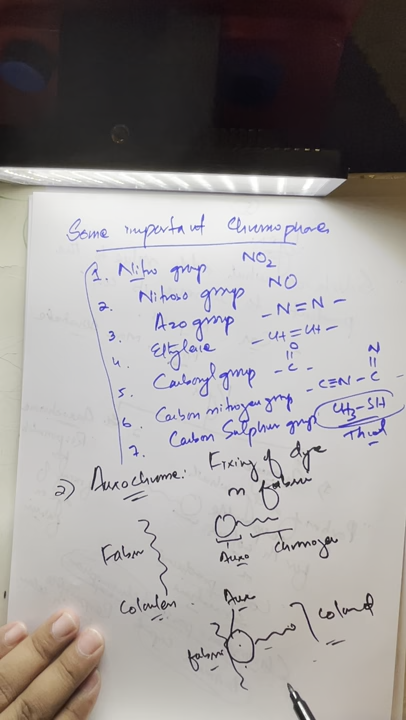 Some important Chromophores
1. Nitro group NO2
2. Nitroso group NO
3. Azo group -N=N-
4. Ethylene -CH=CH-
5. Carbonyl group O -C-
6. Carbon nitrogen group -C≡N- N C-
7. Carbon Sulphur group CH3-SH
Thiol
2) Auxochrome: Fixing of dye
on fabric
Fabric Auxo Chromogen
Colourless Auxo
fabric Coloured